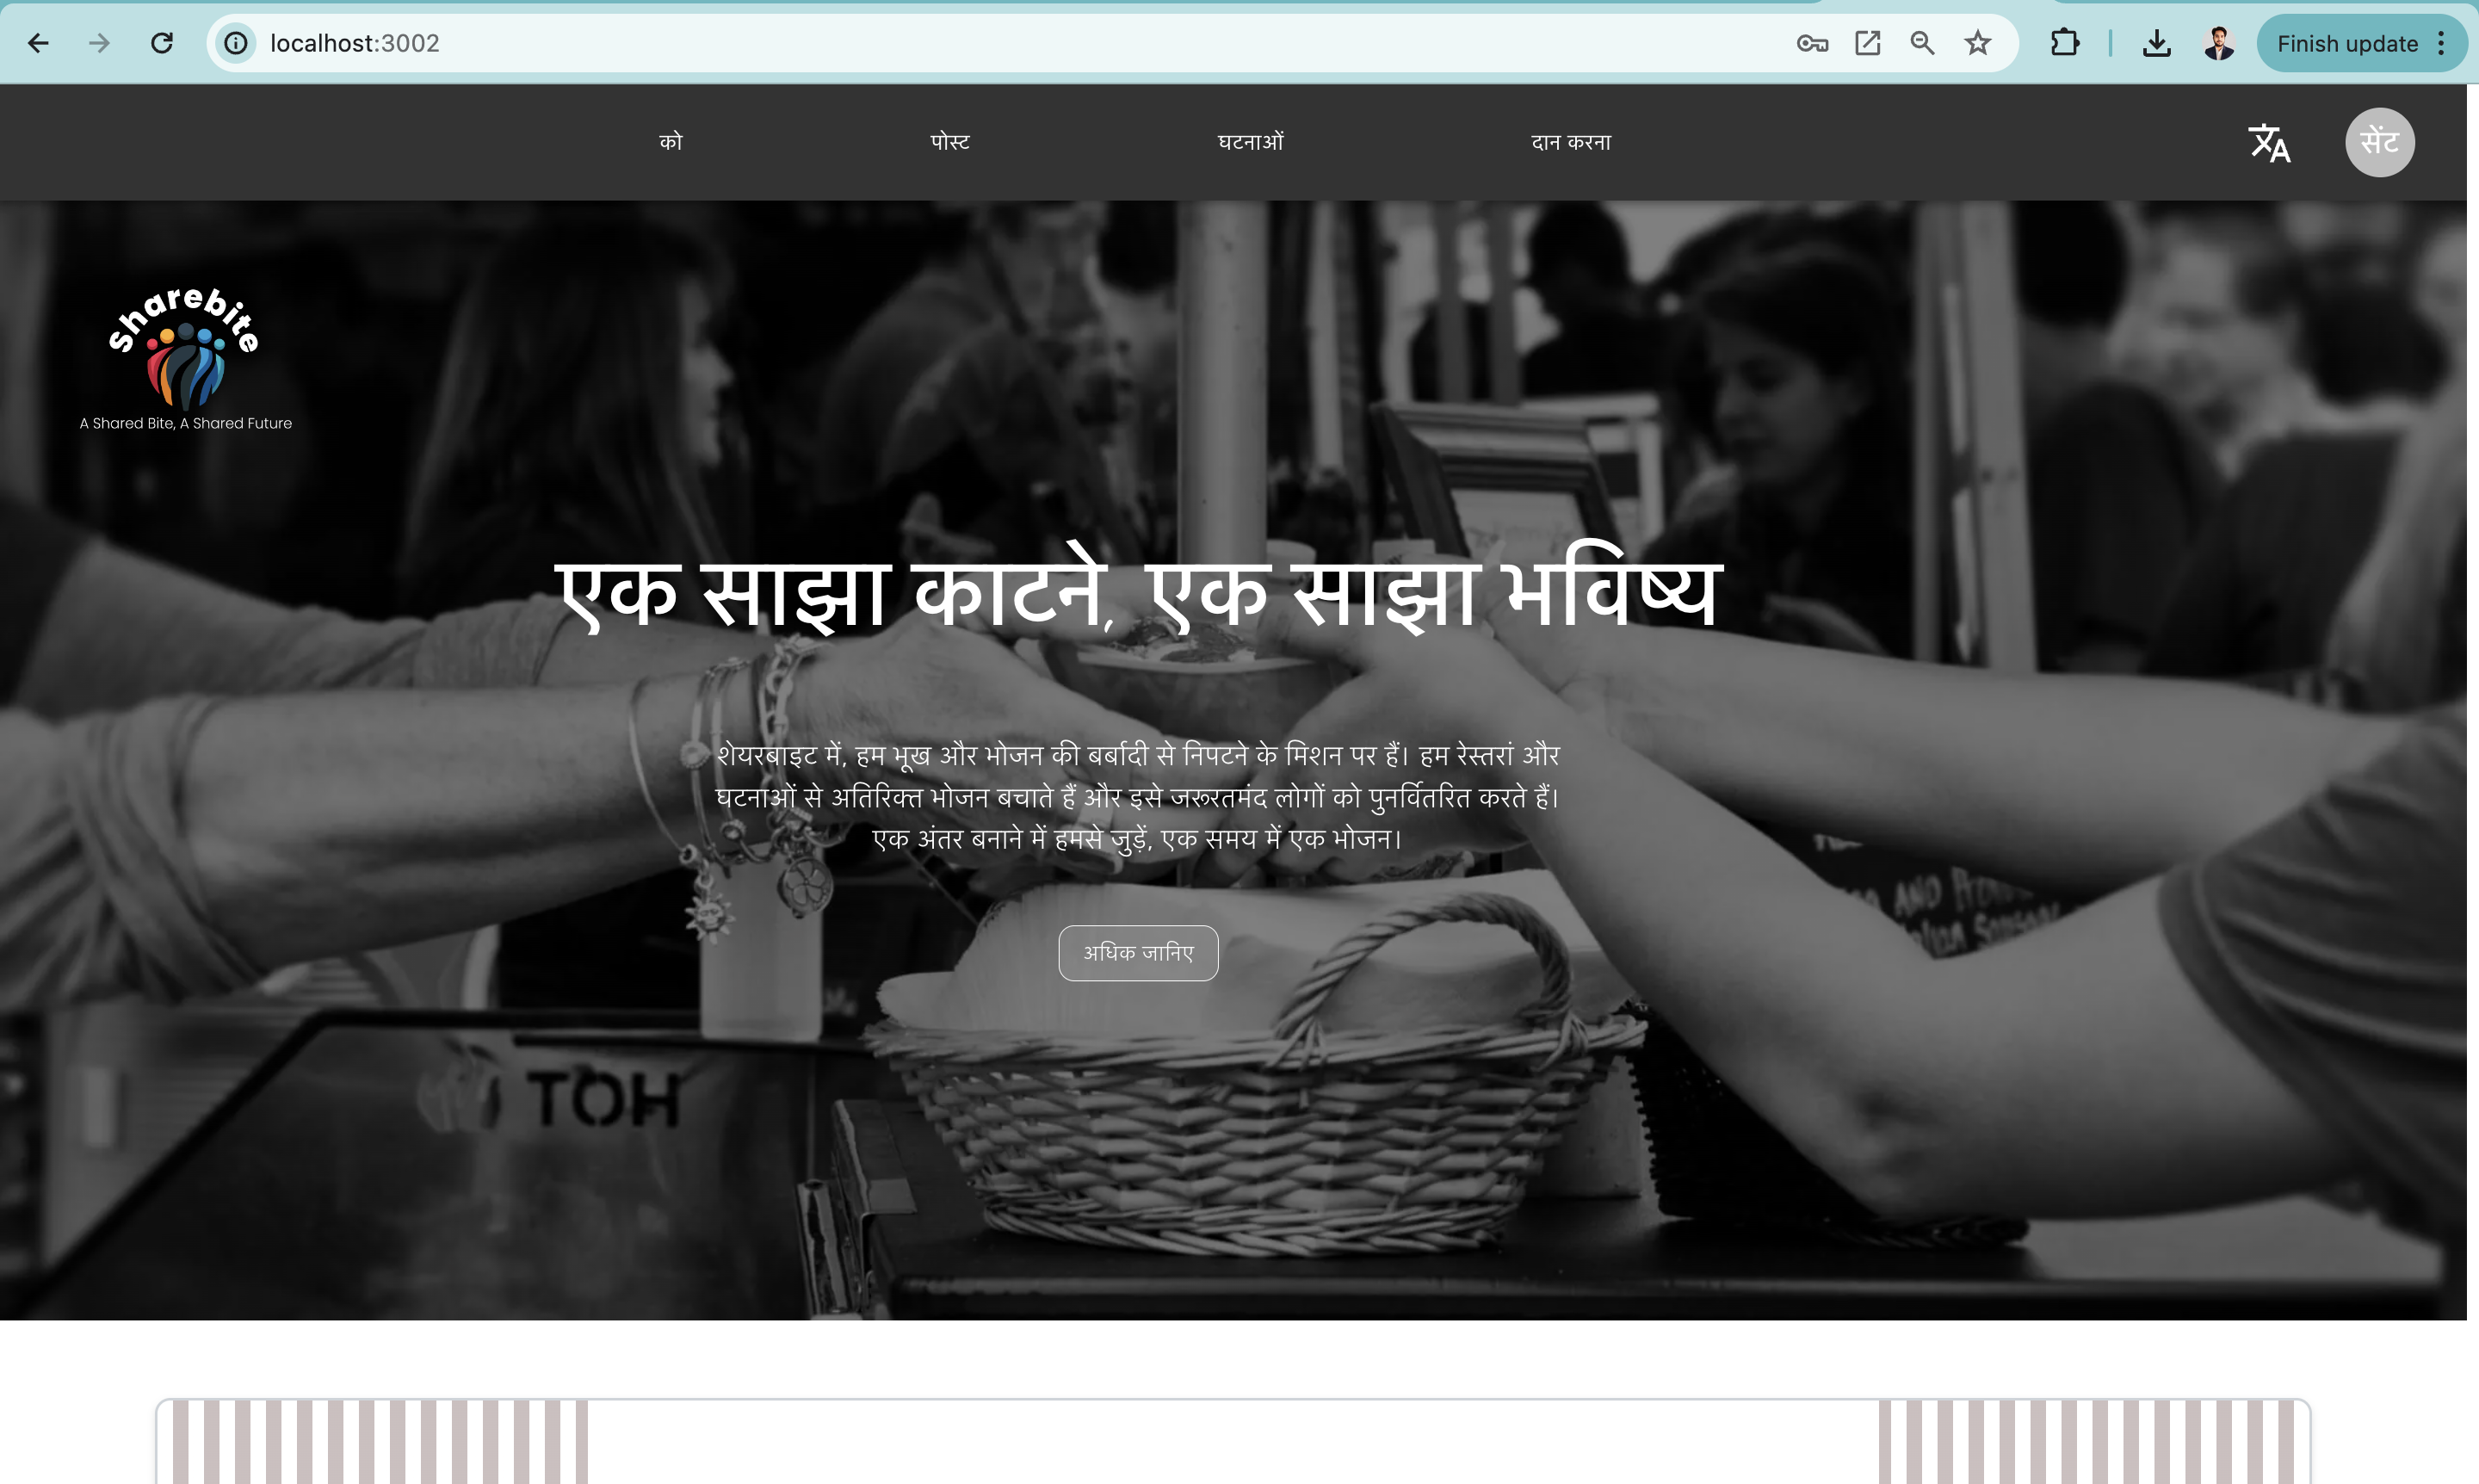 localhost:3002
Finish update
को
पोस्ट
घटनाओं
दान करना
सेंट
Sharebite
A Shared Bite, A Shared Future
एक साझा काटने, एक साझा भविष्य
शेयरबाइट में, हम भूख और भोजन की बर्बादी से निपटने के मिशन पर हैं। हम रेस्तरां और
घटनाओं से अतिरिक्त भोजन बचाते हैं और इसे जरूरतमंद लोगों को पुनर्वितरित करते हैं।
एक अंतर बनाने में हमसे जुड़ें, एक समय में एक भोजन।
अधिक जानिए
TOH